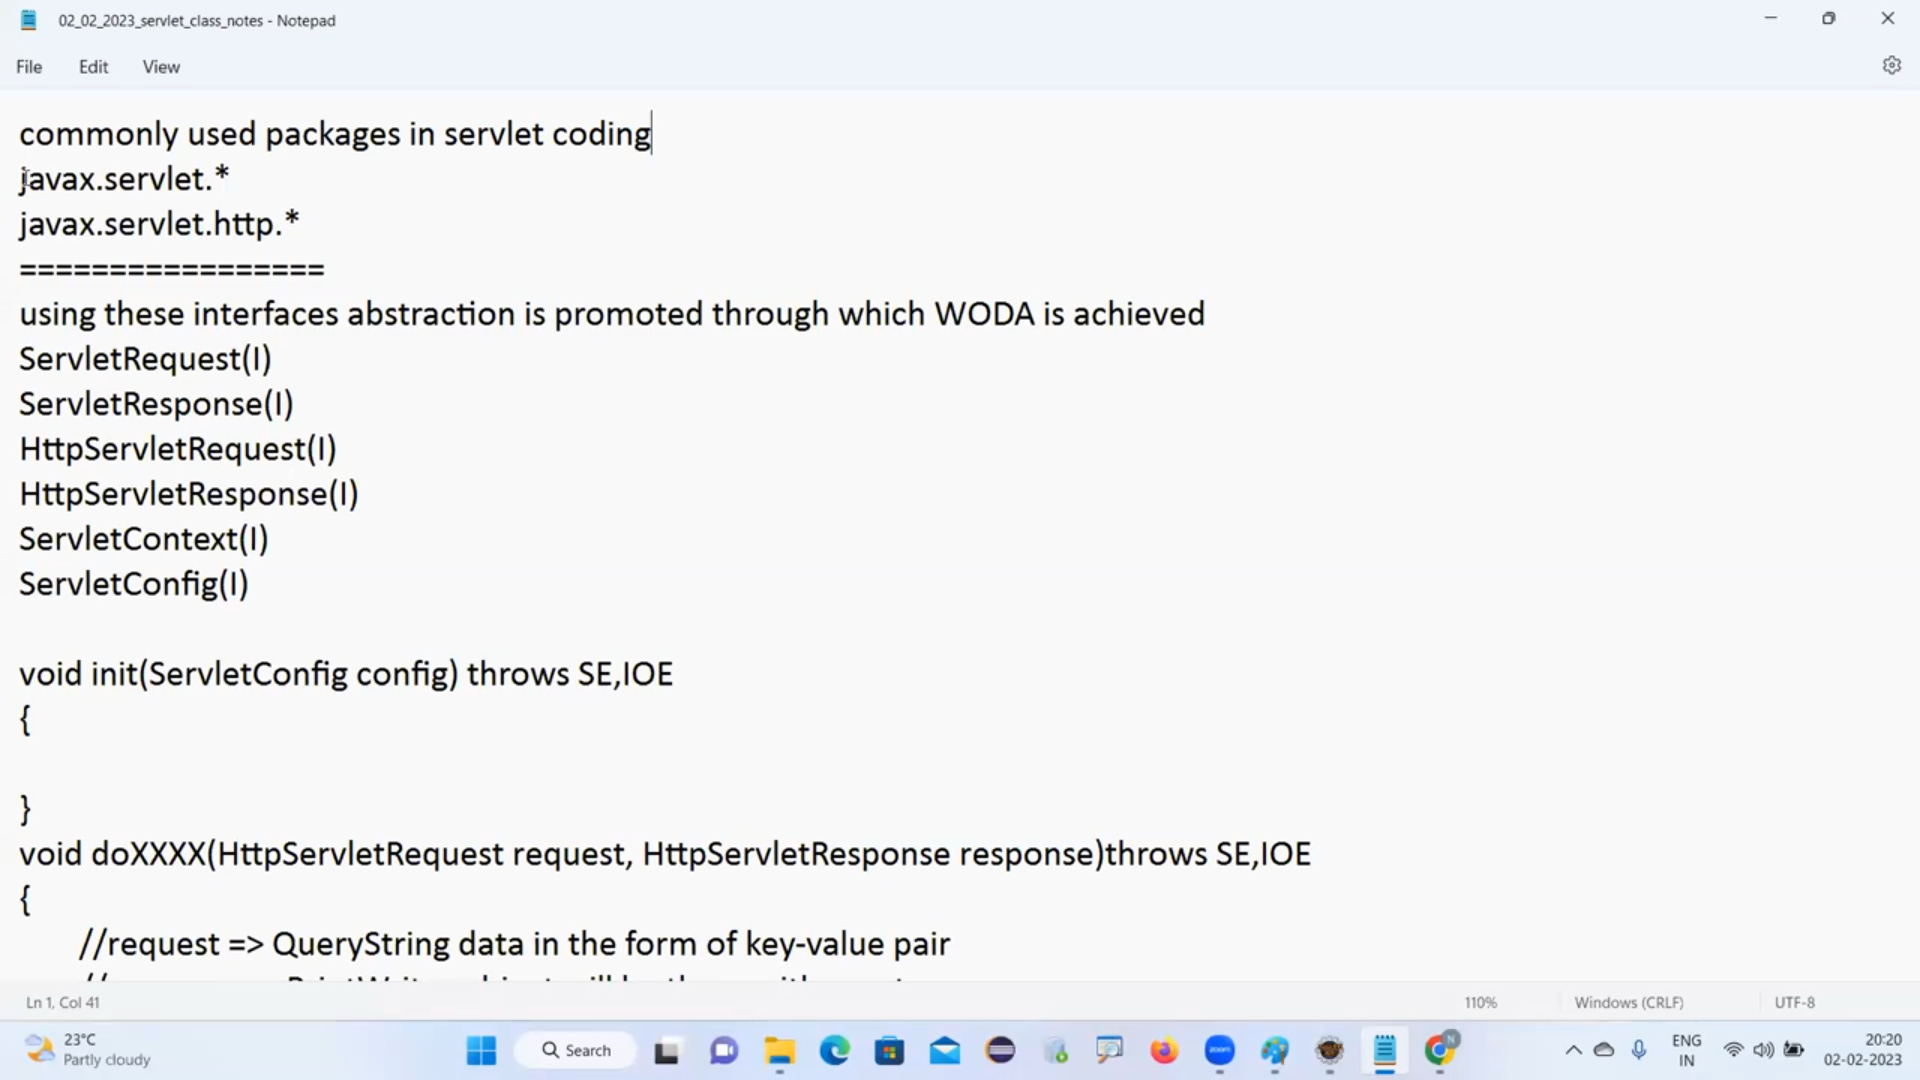 02_02_2023_servlet_class_notes - Notepad
File Edit View
commonly used packages in servlet coding
javax.servlet.*
javax.servlet.http.*
=================
using these interfaces abstraction is promoted through which WODA is achieved
ServletRequest(I)
ServletResponse(I)
HttpServletRequest(I)
HttpServletResponse(I)
ServletContext(I)
ServletConfig(I)
void init(ServletConfig config) throws SE,IOE
{
}
void doXXXX(HttpServletRequest request, HttpServletResponse response)throws SE,IOE
{
//request => QueryString data in the form of key-value pair
Ln 1, Col 41 110% Windows (CRLF) UTF-8
23°C
Partly cloudy
Search
zoom
N
ENG
IN
20:20
02-02-2023